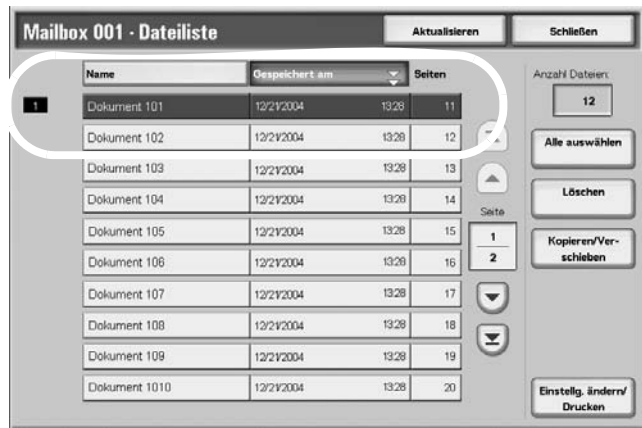 Mailbox 001 · Dateiliste Aktualisieren Schließen
Name Gespeichert am Seiten Anzahl Dateien:
1 Dokument 101 12/21/2004 13:28 11 12
Dokument 102 12/21/2004 13:28 12 Alle auswählen
Dokument 103 12/21/2004 13:28 13
Dokument 104 12/21/2004 13:28 14 Löschen
Seite
Dokument 105 12/21/2004 13:28 15 1 Kopieren/Ver-
Dokument 106 12/21/2004 13:28 16 2 schieben
Dokument 107 12/21/2004 13:28 17
Dokument 108 12/21/2004 13:28 18
Dokument 109 12/21/2004 13:28 19
Dokument 1010 12/21/2004 13:28 20 Einstellg. ändern/
Drucken